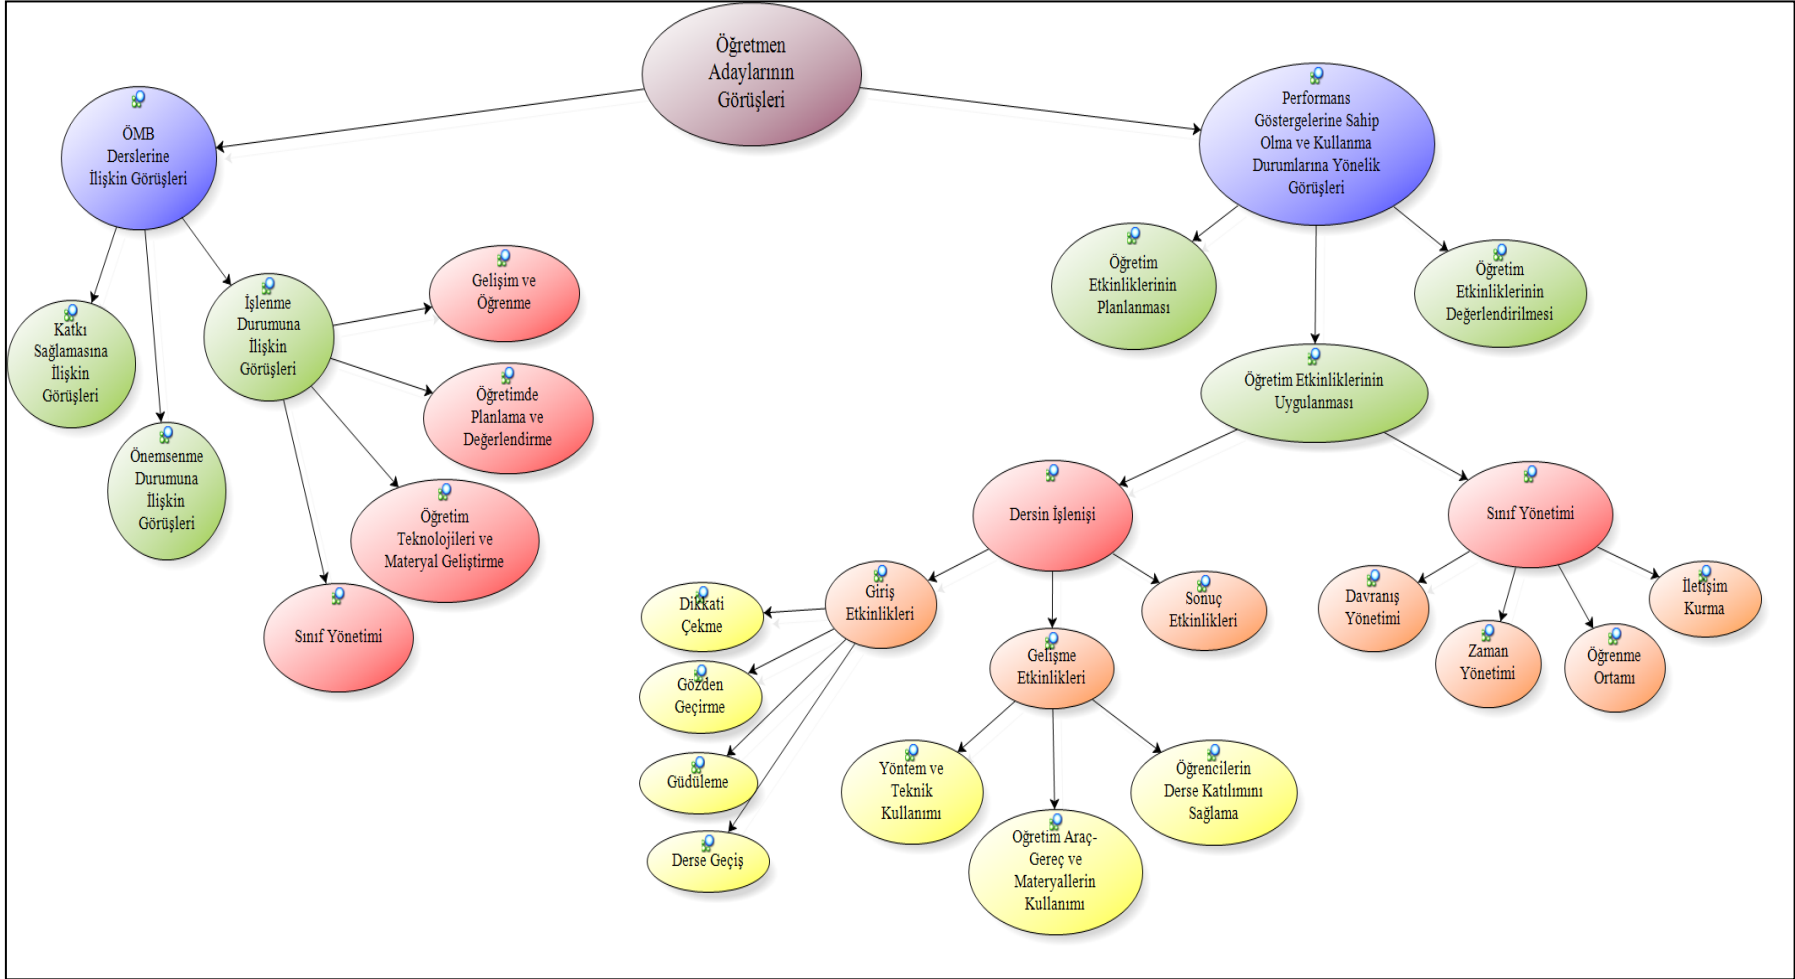 Öğretmen
Adaylarının
Görüşleri
ÖMB
Derslerine
İlişkin Görüşleri
Performans
Göstergelerine Sahip
Olma ve Kullanma
Durumlarına Yönelik
Görüşleri
Katkı
Sağlamasına
İlişkin
Görüşleri
Önemsenme
Durumuna
İlişkin
Görüşleri
İşlenme
Durumuna
İlişkin
Görüşleri
Gelişim ve
Öğrenme
Öğretimde
Planlama ve
Değerlendirme
Öğretim
Teknolojileri ve
Materyal Geliştirme
Sınıf Yönetimi
Öğretim
Etkinliklerinin
Planlanması
Öğretim Etkinliklerinin
Uygulanması
Öğretim
Etkinliklerinin
Değerlendirilmesi
Dersin İşlenişi
Sınıf Yönetimi
Giriş
Etkinlikleri
Gelişme
Etkinlikleri
Sonuç
Etkinlikleri
Davranış
Yönetimi
Zaman
Yönetimi
Öğrenme
Ortamı
İletişim
Kurma
Dikkati
Çekme
Gözden
Geçirme
Güdüleme
Derse Geçiş
Yöntem ve
Teknik
Kullanımı
Öğretim Araç-
Gereç ve
Materyallerin
Kullanımı
Öğrencilerin
Derse Katılımını
Sağlama